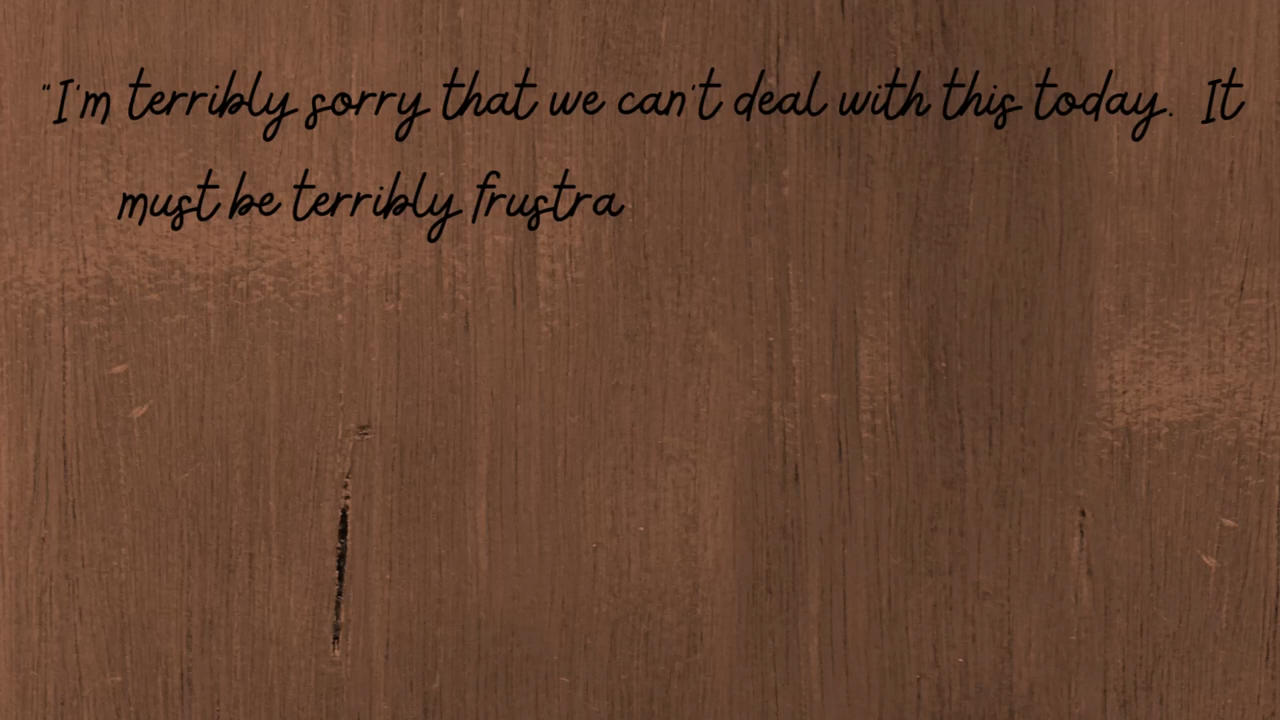 "I'm terribly sorry that we can't deal with this today. It
must be terribly frustra